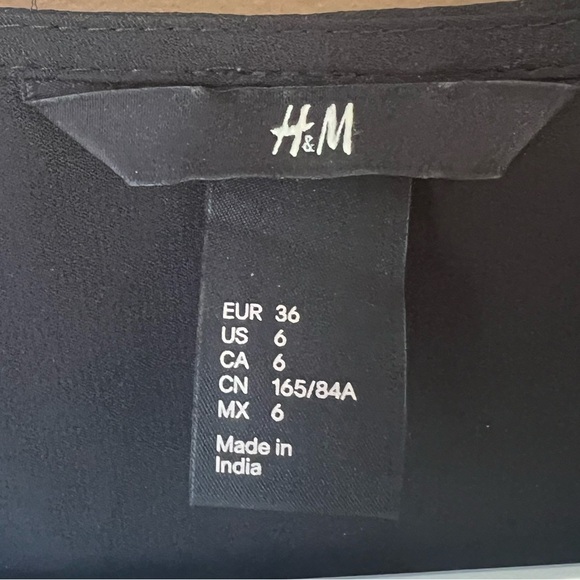 H&M
EUR 36
US 6
CA 6
CN 165/84A
MX 6
Made in
India